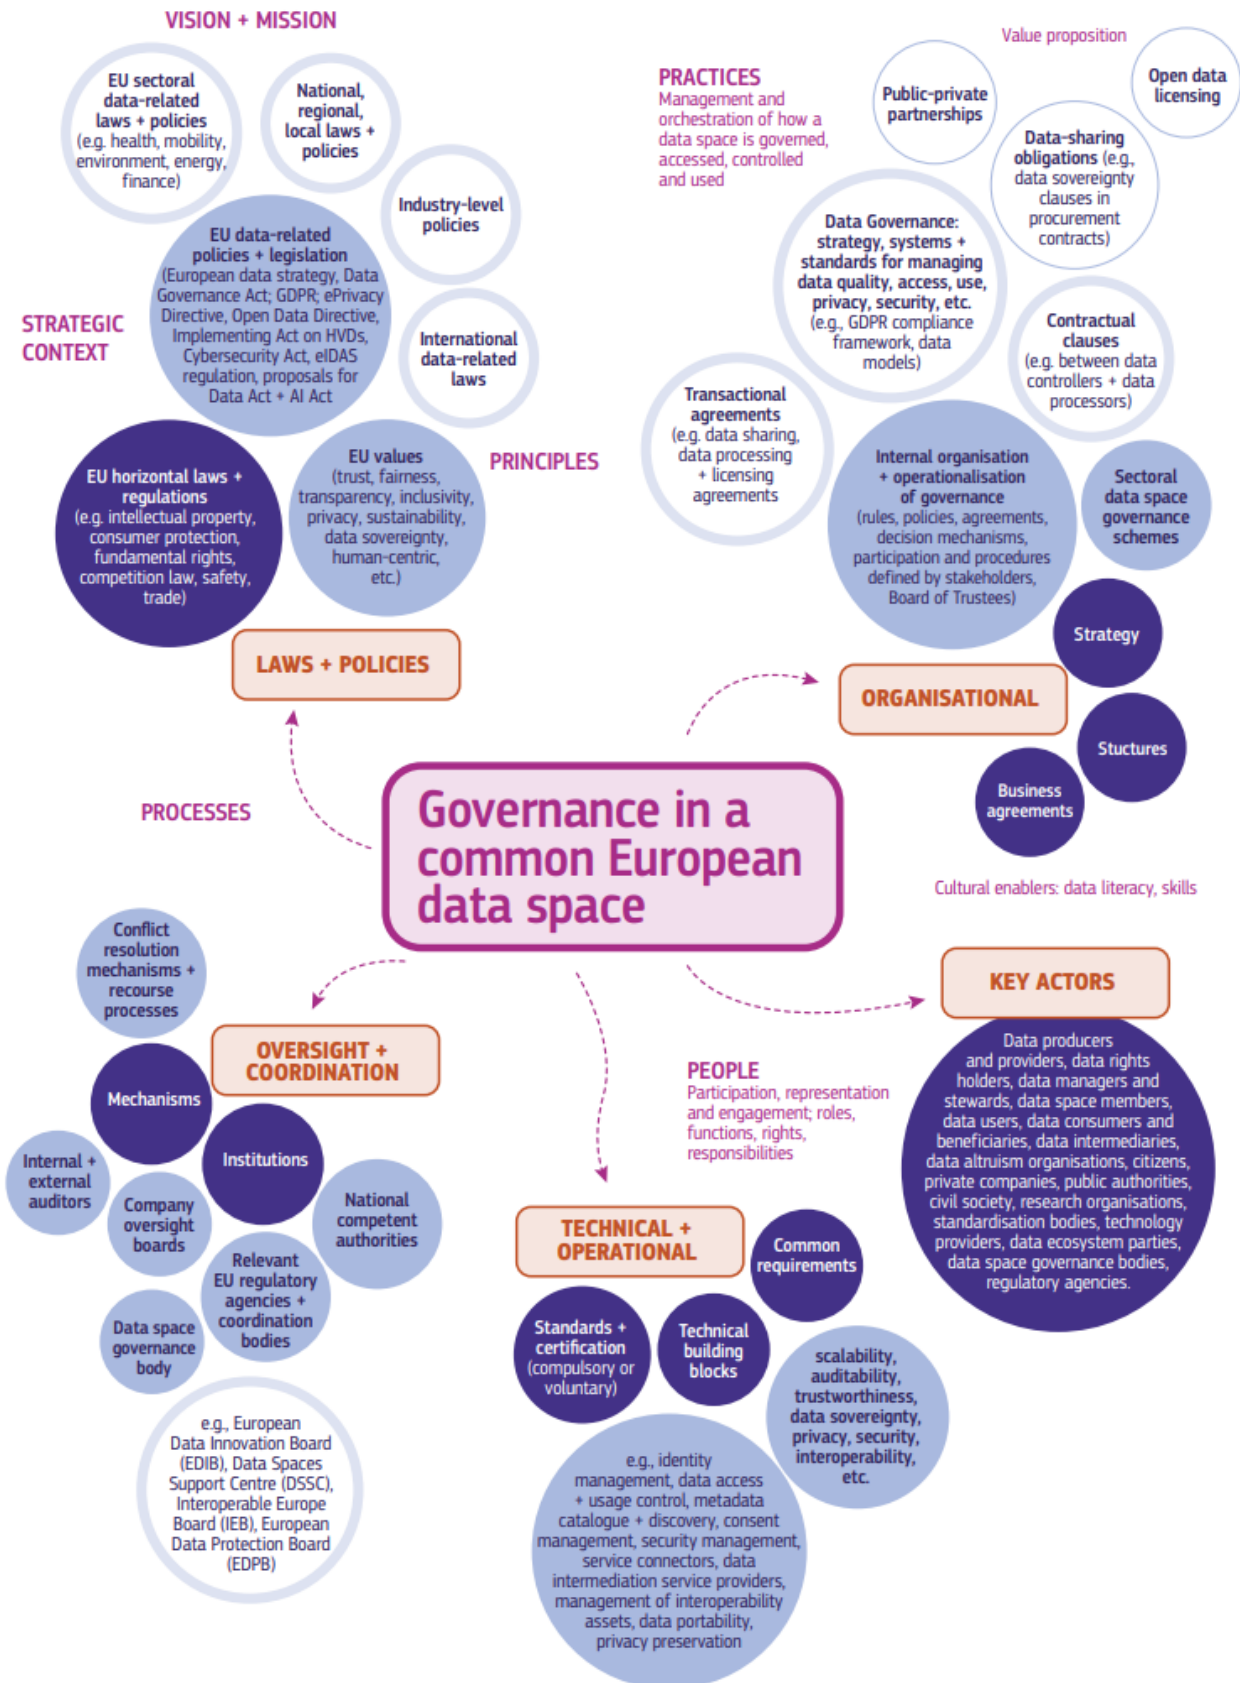 VISION + MISSION
EU sectoral
data-related
laws + policies
(e.g. health, mobility,
environment, energy,
finance)
National,
regional,
local laws +
policies
Industry-level
policies
EU data-related
policies + legislation
(European data strategy, Data
Governance Act; GDPR; ePrivacy
Directive, Open Data Directive,
Implementing Act on HVDs,
Cybersecurity Act, eIDAS
regulation, proposals for
Data Act + AI Act
STRATEGIC
CONTEXT
International
data-related
laws
EU horizontal laws +
regulations
(e.g. intellectual property,
consumer protection,
fundamental rights,
competition law, safety,
trade)
EU values
(trust, fairness,
transparency, inclusivity,
privacy, sustainability,
data sovereignty,
human-centric,
etc.)
PRINCIPLES
LAWS + POLICIES
PRACTICES
Management and
orchestration of how a
data space is governed,
accessed, controlled
and used
Value proposition
Public-private
partnerships
Open data
licensing
Data-sharing
obligations (e.g.,
data sovereignty
clauses in
procurement
contracts)
Data Governance:
strategy, systems +
standards for managing
data quality, access, use,
privacy, security, etc.
(e.g., GDPR compliance
framework, data
models)
Contractual
clauses
(e.g. between data
controllers + data
processors)
Transactional
agreements
(e.g. data sharing,
data processing
+ licensing
agreements
Internal organisation
+ operationalisation
of governance
(rules, policies, agreements,
decision mechanisms,
participation and procedures
defined by stakeholders,
Board of Trustees)
Sectoral
data space
governance
schemes
Strategy
ORGANISATIONAL
Stuctures
Business
agreements
Cultural enablers: data literacy, skills
PROCESSES
Governance in a
common European
data space
Conflict
resolution
mechanisms +
recourse
processes
OVERSIGHT +
COORDINATION
Mechanisms
Institutions
Internal +
external
auditors
Company
oversight
boards
National
competent
authorities
Relevant
EU regulatory
agencies +
coordination
bodies
Data space
governance
body
e.g., European
Data Innovation Board
(EDIB), Data Spaces
Support Centre (DSSC),
Interoperable Europe
Board (IEB), European
Data Protection Board
(EDPB)
PEOPLE
Participation, representation
and engagement; roles,
functions, rights,
responsibilities
KEY ACTORS
Data producers
and providers, data rights
holders, data managers and
stewards, data space members,
data users, data consumers and
beneficiaries, data intermediaries,
data altruism organisations, citizens,
private companies, public authorities,
civil society, research organisations,
standardisation bodies, technology
providers, data ecosystem parties,
data space governance bodies,
regulatory agencies.
TECHNICAL +
OPERATIONAL
Common
requirements
Standards +
certification
(compulsory or
voluntary)
Technical
building
blocks
scalability,
auditability,
trustworthiness,
data sovereignty,
privacy, security,
interoperability,
etc.
e.g., identity
management, data access
+ usage control, metadata
catalogue + discovery, consent
management, security management,
service connectors, data
intermediation service providers,
management of interoperability
assets, data portability,
privacy preservation